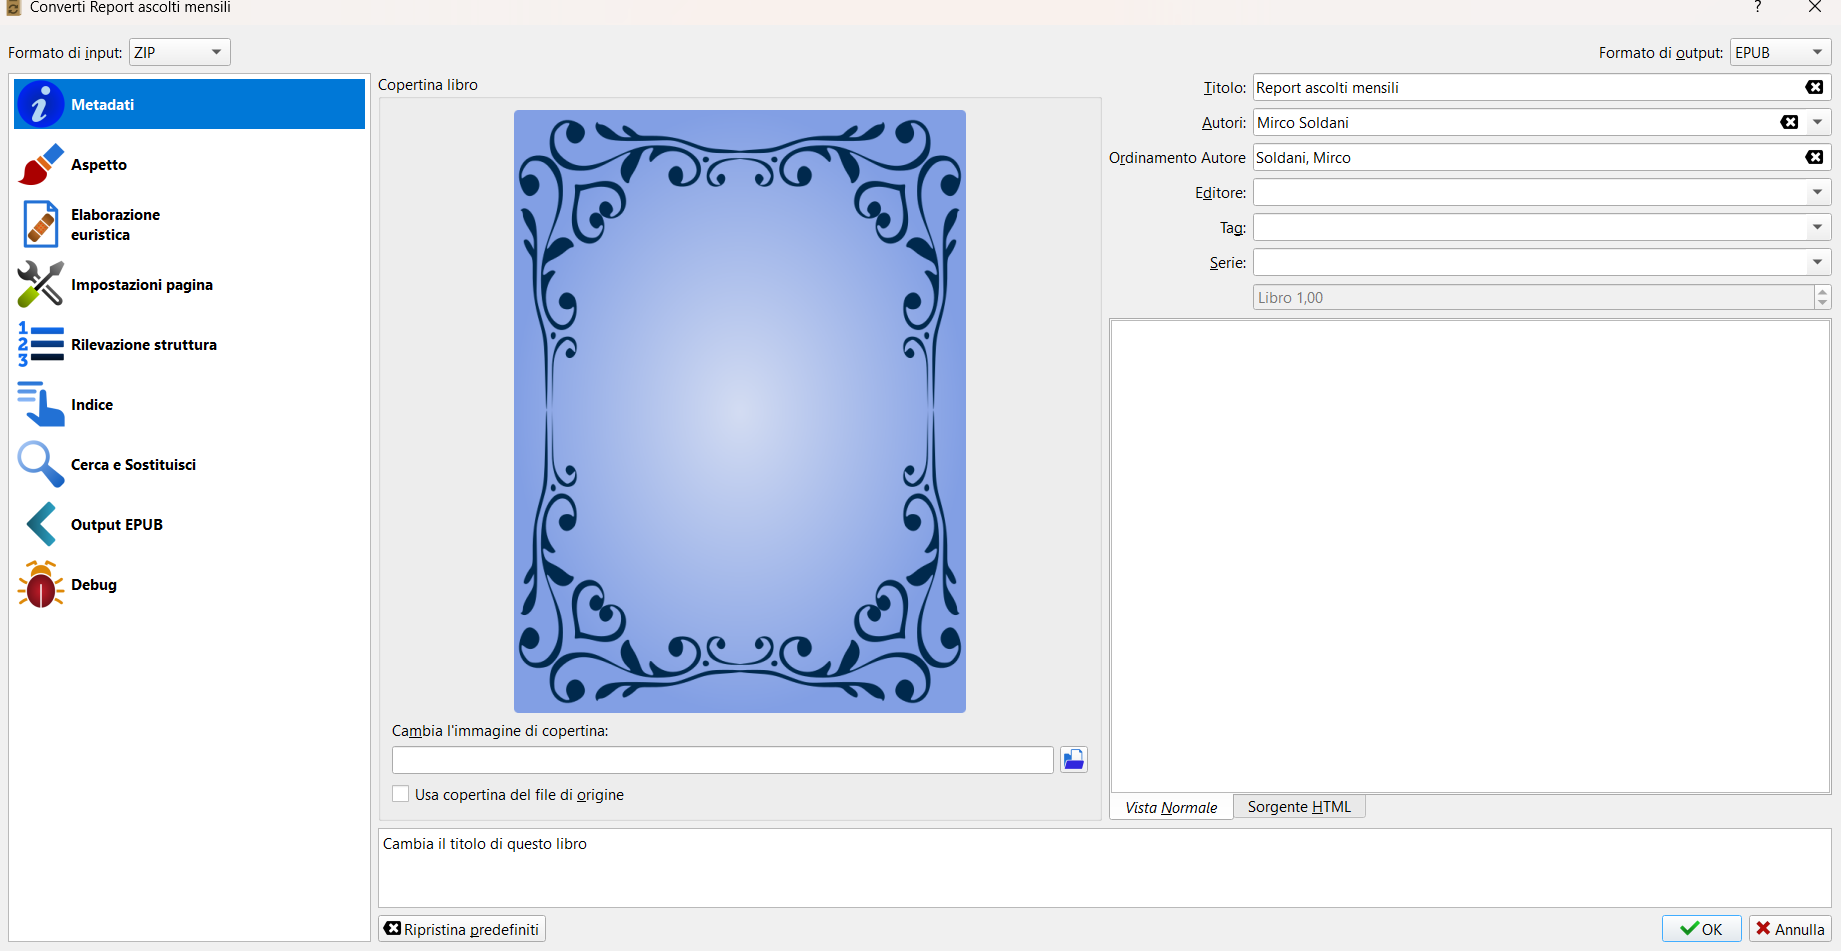 Converti Report ascolti mensili
?
Formato di input: ZIP
Formato di output: EPUB
Metadati
Aspetto
Elaborazione
euristica
Impostazioni pagina
1
2
3
Rilevazione struttura
Indice
Cerca e Sostituisci
Output EPUB
Debug
Copertina libro
Cambia l'immagine di copertina:
Usa copertina del file di origine
Titolo: Report ascolti mensili
Autori: Mirco Soldani
Ordinamento Autore Soldani, Mirco
Editore:
Tag:
Serie:
Libro 1,00
Vista Normale
Sorgente HTML
Cambia il titolo di questo libro
Ripristina predefiniti
OK
Annulla